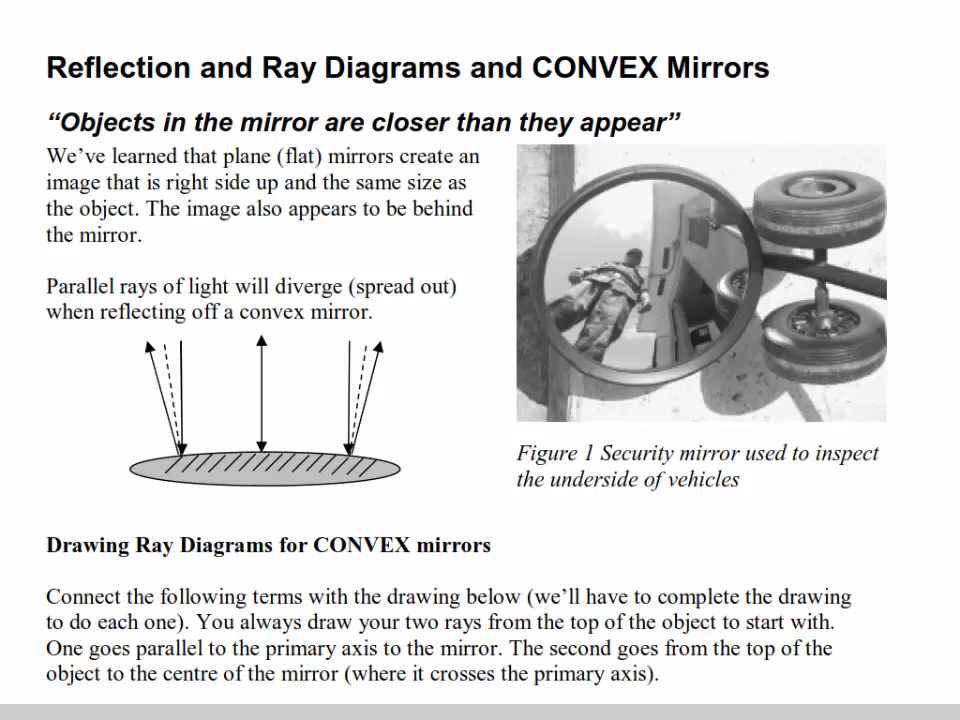 Reflection and Ray Diagrams and CONVEX Mirrors
“Objects in the mirror are closer than they appear”
We’ve learned that plane (flat) mirrors create an
image that is right side up and the same size as
the object. The image also appears to be behind
the mirror.
Parallel rays of light will diverge (spread out)
when reflecting off a convex mirror.
Figure 1 Security mirror used to inspect
the underside of vehicles
Drawing Ray Diagrams for CONVEX mirrors
Connect the following terms with the drawing below (we’ll have to complete the drawing
to do each one). You always draw your two rays from the top of the object to start with.
One goes parallel to the primary axis to the mirror. The second goes from the top of the
object to the centre of the mirror (where it crosses the primary axis).